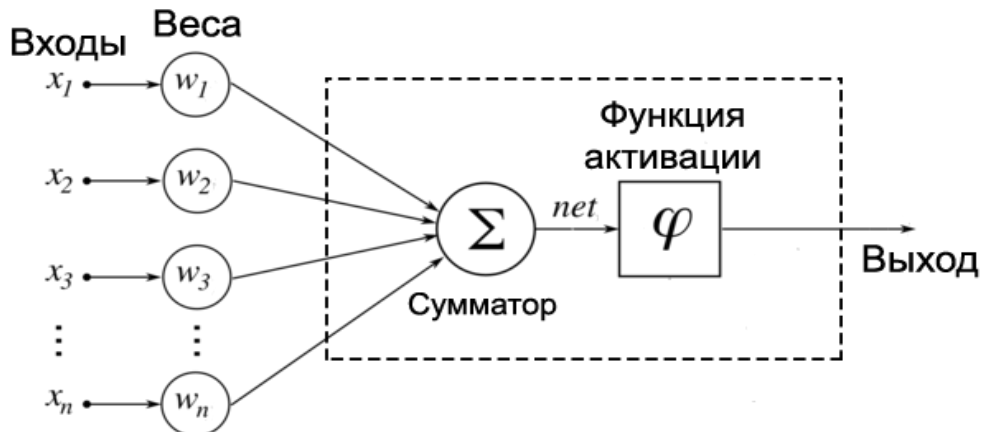 Входы
Веса
x1
w1
x2
w2
x3
w3
⋮
⋮
xn
wn
Σ
Сумматор
net
Функция
активации
φ
Выход